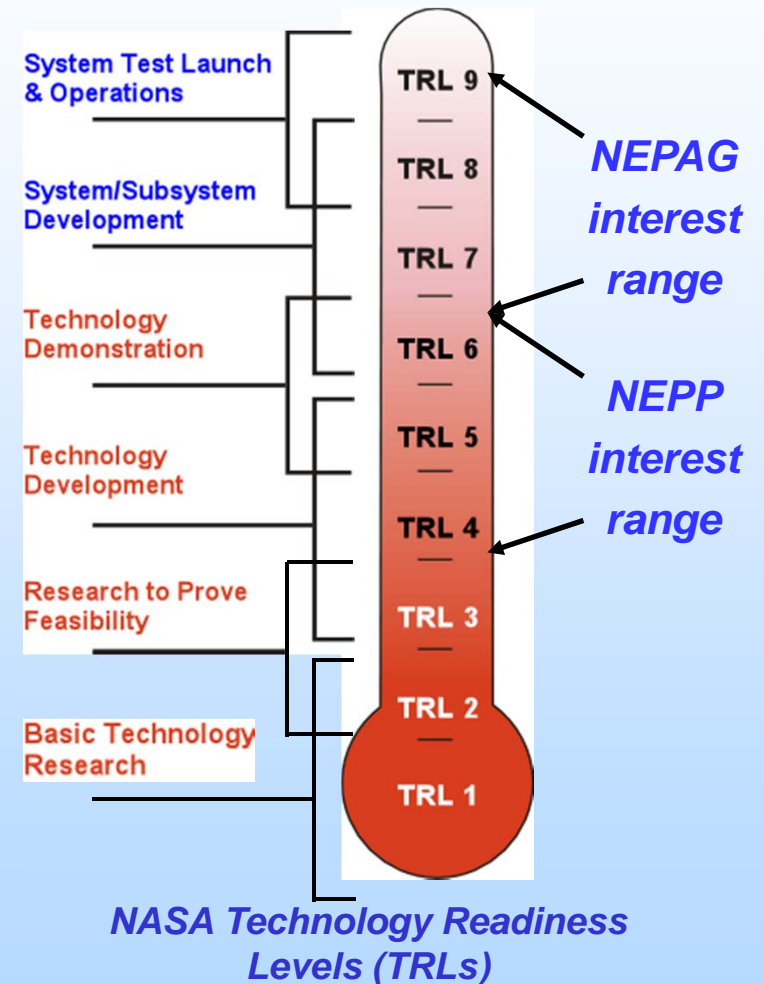 System Test Launch
& Operations
System/Subsystem
Development
Technology
Demonstration
Technology
Development
Research to Prove
Feasibility
Basic Technology
Research
TRL 9
TRL 8
TRL 7
TRL 6
TRL 5
TRL 4
TRL 3
TRL 2
TRL 1
NEPAG
interest
range
NEPP
interest
range
NASA Technology Readiness
Levels (TRLs)